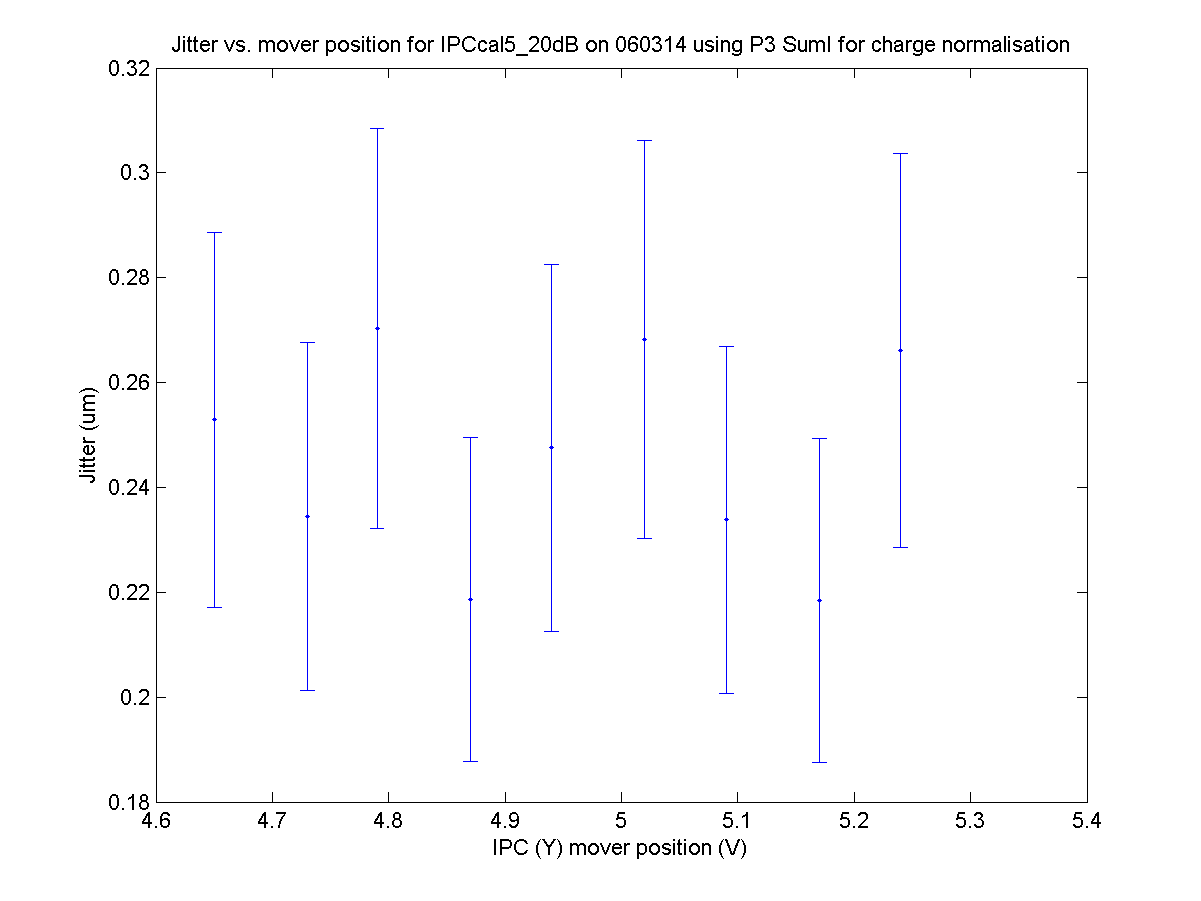 Jitter vs. mover position for IPCcal5_20dB on 060314 using P3 SumI for charge normalisation
0.32
0.3
0.28
0.26
0.24
0.22
0.2
0.18
Jitter (um)
4.6 4.7 4.8 4.9 5 5.1 5.2 5.3 5.4
IPC (Y) mover position (V)